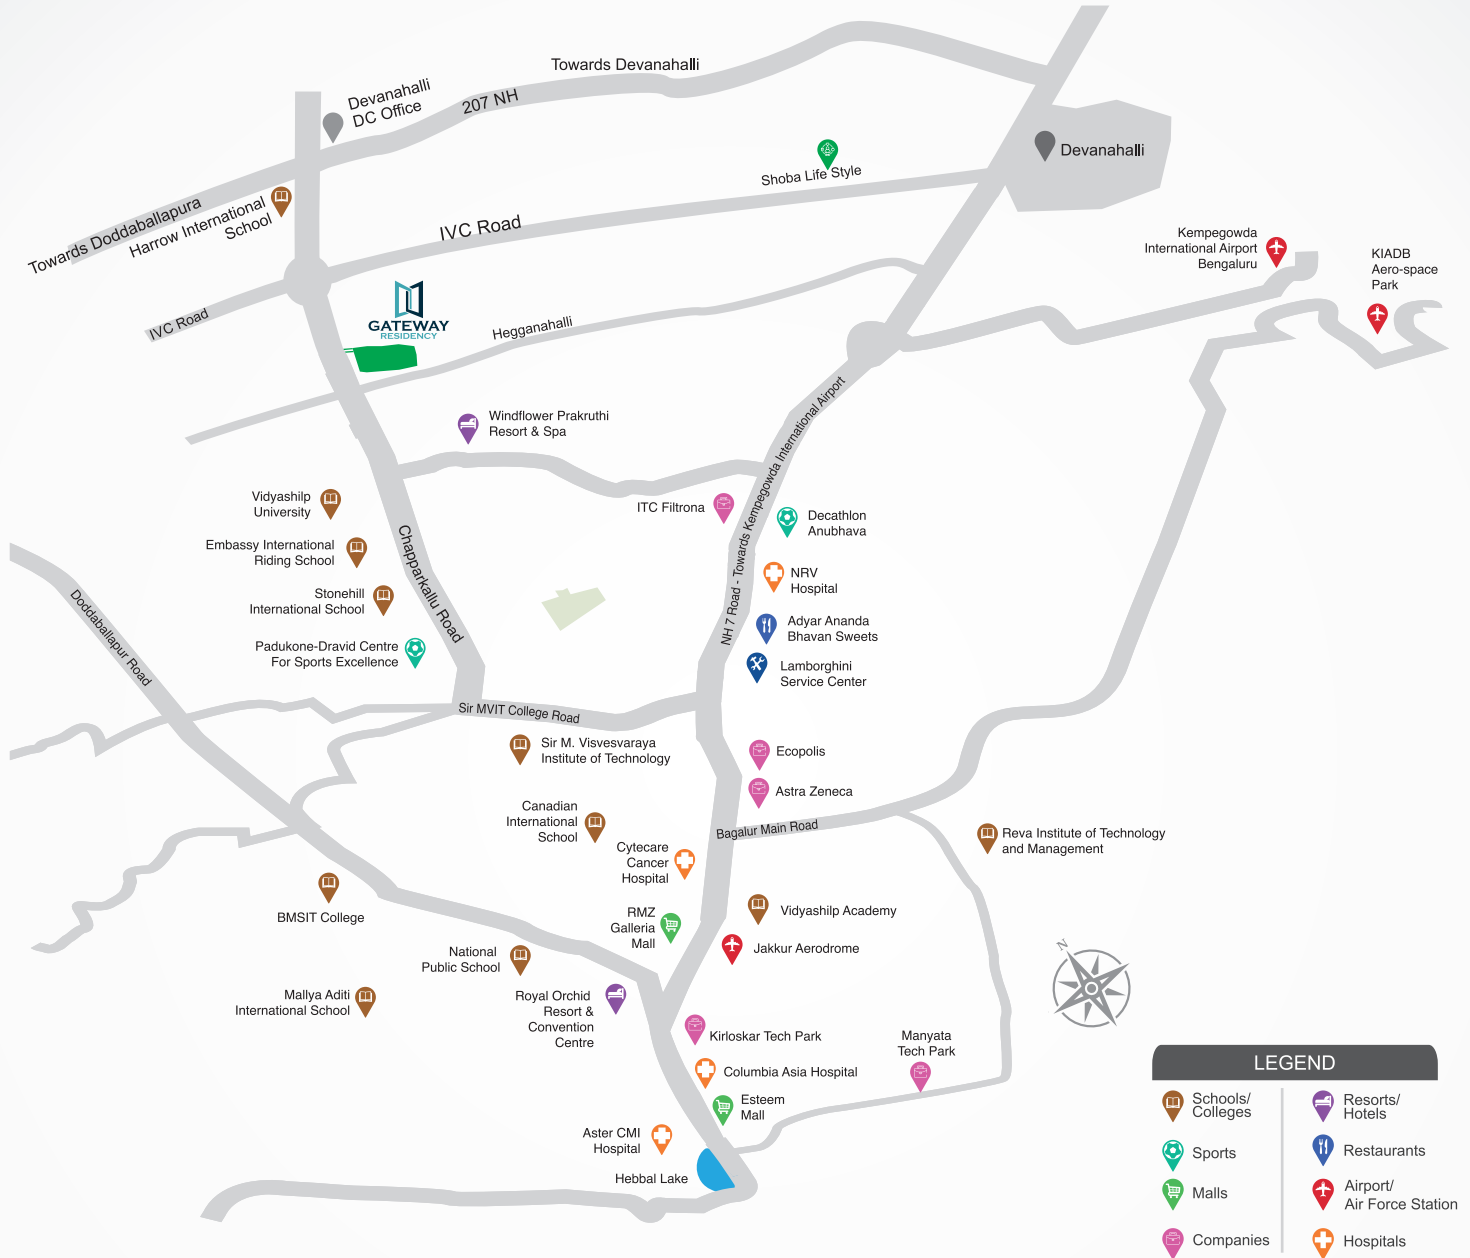 Towards Devanahalli
Devanahalli
DC Office
207 NH
Devanahalli
Shoba Life Style
Towards Doddaballapura
Harrow International
School
IVC Road
Kempegowda
International Airport
Bengaluru
KIADB
Aero-space
Park
IVC Road
GATEWAY
RESIDENCY
Hegganahalli
Windflower Prakruthi
Resort & Spa
NH 7 Road - Towards Kempegowda International Airport
Vidyashilp
University
ITC Filtrona
Decathlon
Anubhava
Chapparkallu Road
Embassy International
Riding School
NRV
Hospital
Stonehill
International School
Doddaballapur Road
Adyar Ananda
Bhavan Sweets
Padukone-Dravid Centre
For Sports Excellence
Lamborghini
Service Center
Sir MVIT College Road
Sir M. Visvesvaraya
Institute of Technology
Ecopolis
Astra Zeneca
Canadian
International
School
Bagalur Main Road
Reva Institute of Technology
and Management
Cytecare
Cancer
Hospital
BMSIT College
RMZ
Galleria
Mall
Vidyashilp Academy
Jakkur Aerodrome
National
Public School
N
Mallya Aditi
International School
Royal Orchid
Resort &
Convention
Centre
Kirloskar Tech Park
Manyata
Tech Park
Columbia Asia Hospital
Esteem
Mall
Aster CMI
Hospital
Hebbal Lake
LEGEND
Schools/
Colleges
Resorts/
Hotels
Sports
Restaurants
Malls
Airport/
Air Force Station
Companies
Hospitals